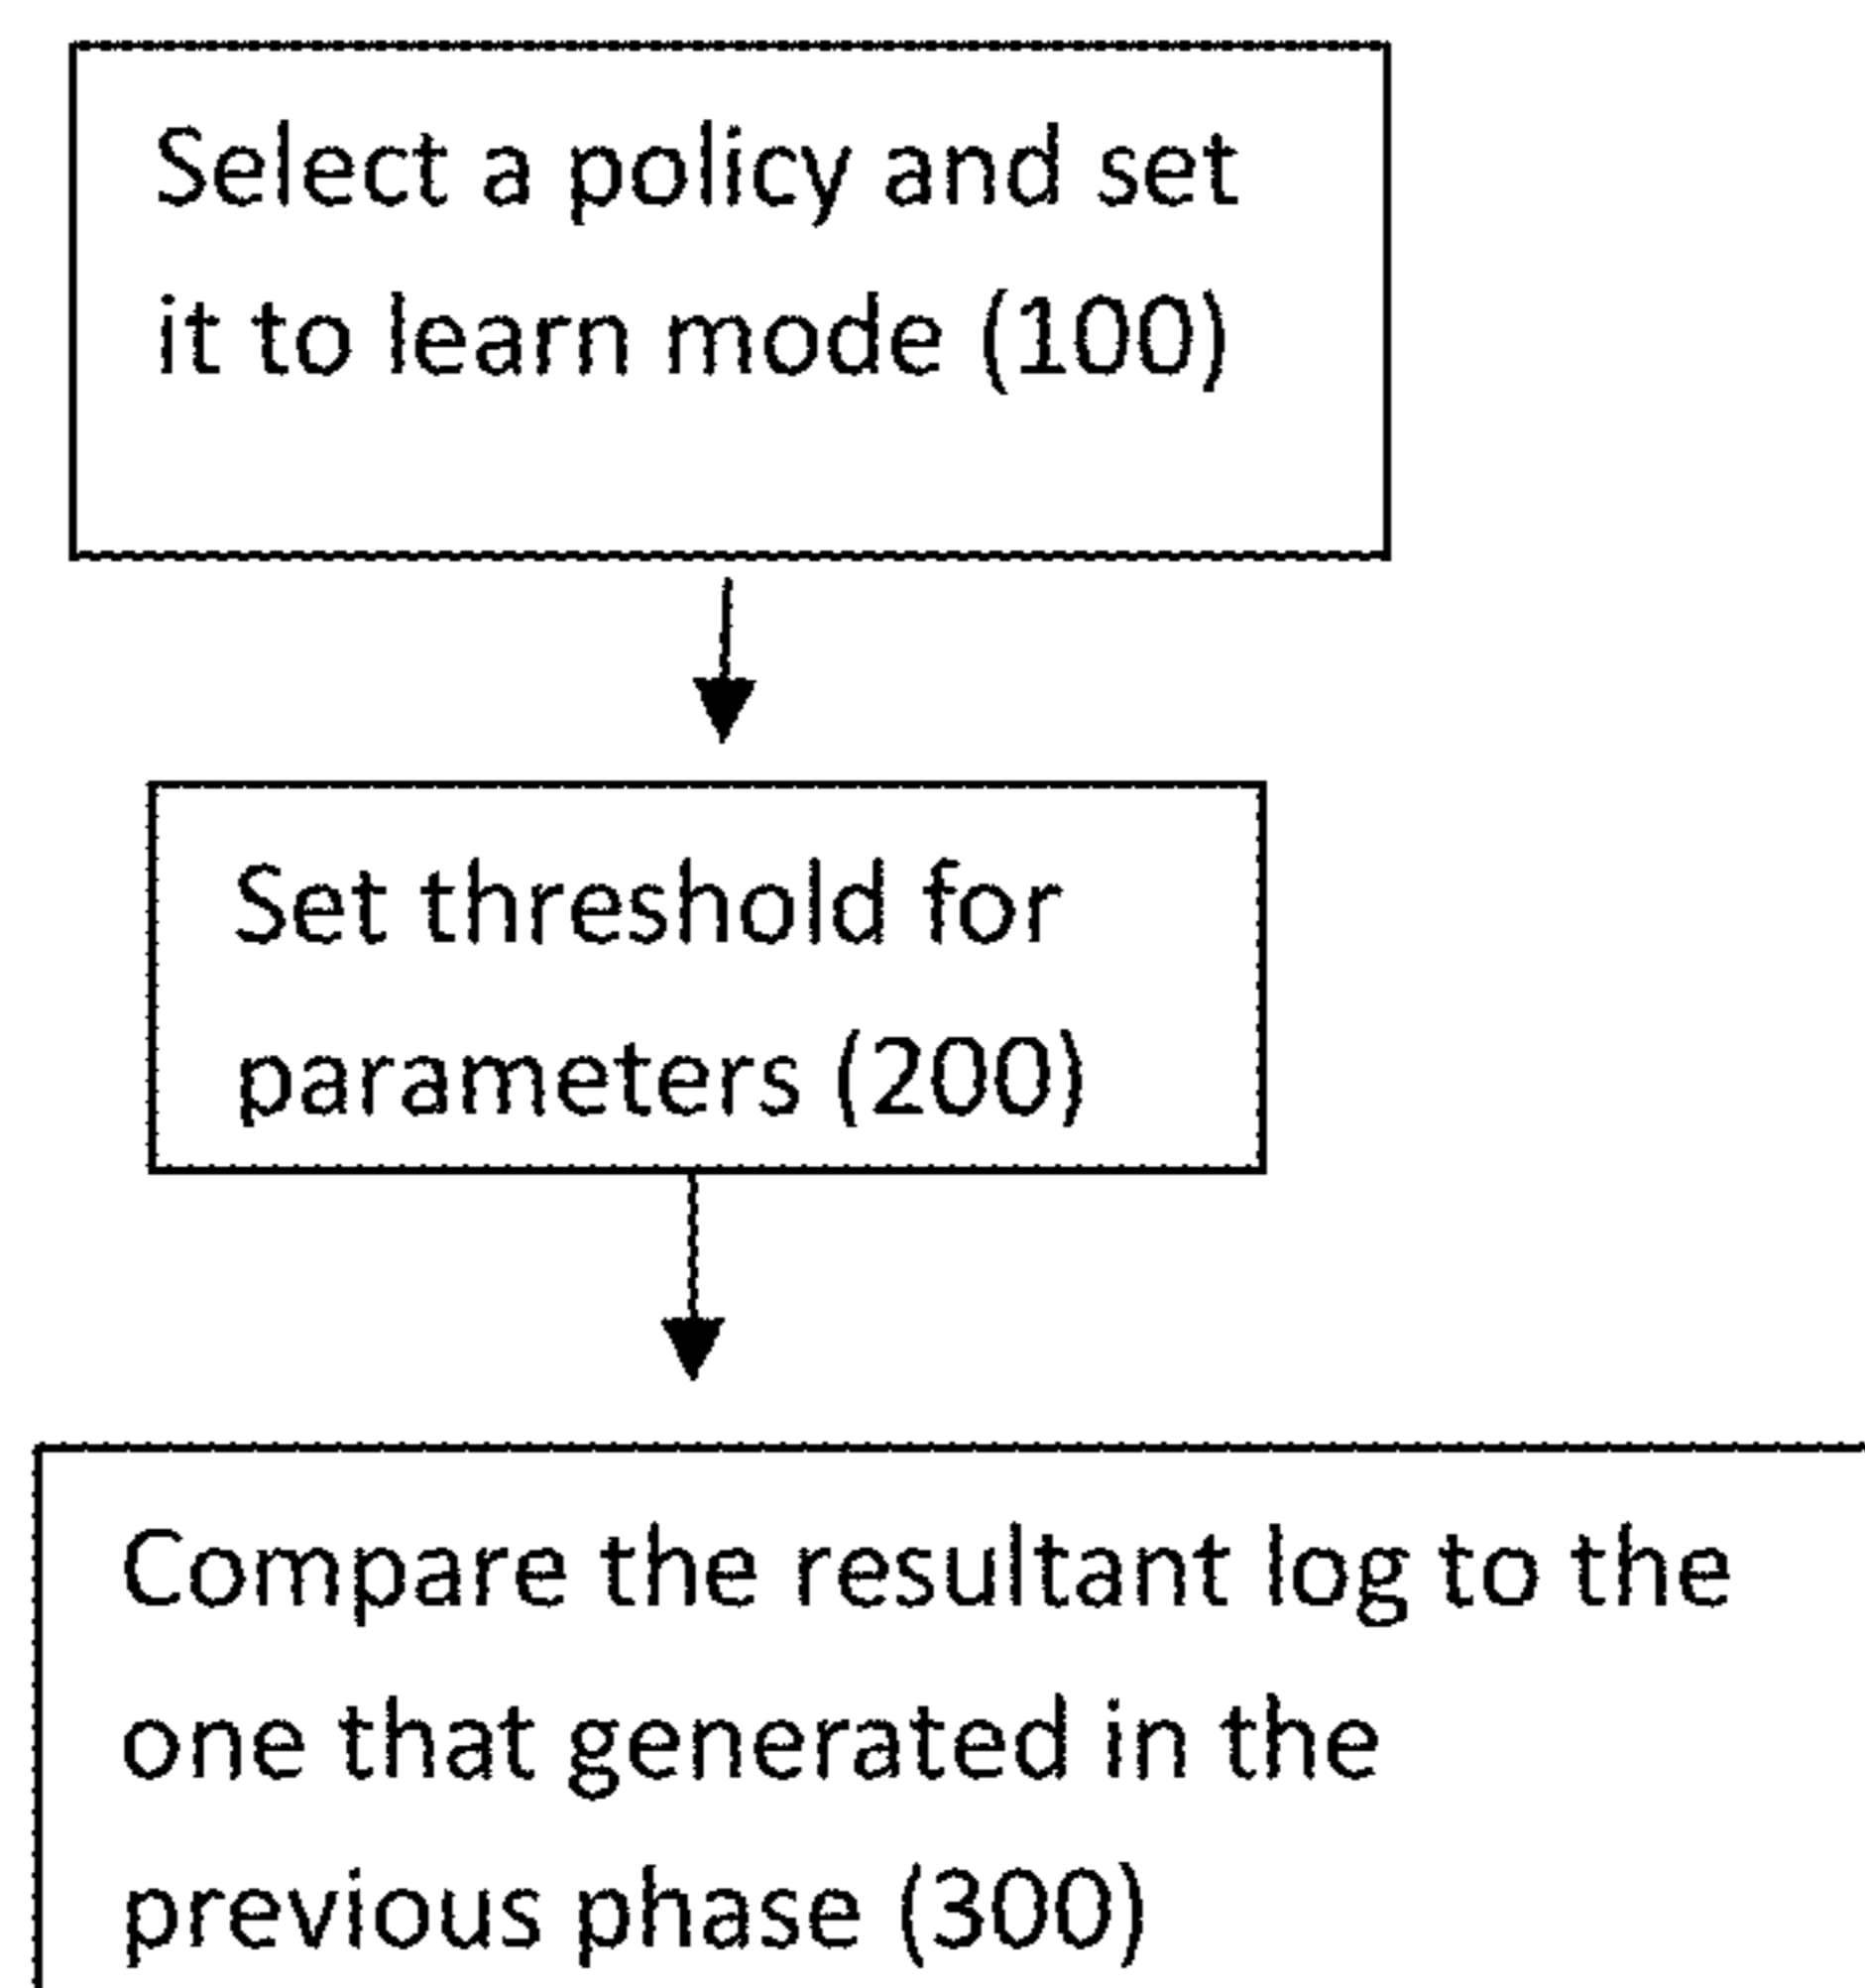 Select a policy and set
it to learn mode (100)
Set threshold for
parameters (200)
Compare the resultant log to the
one that generated in the
previous phase (300)